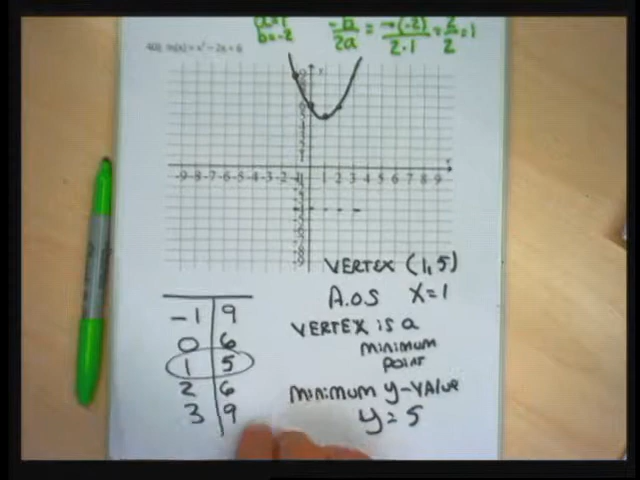 a=1
b=-2
-b/2a = -(-2)/2·1 = 2/2 = 1
m(x) = x² - 2x + 6
x
-9 -8 -7 -6 -5 -4 -3 -2 1 2 3 4 5 6 7 8 9
VERTEX (1,5)
A.OS X=1
VERTEX is a
minimum
point
minimum y-value
y = 5
-1 9
0 6
1 5
2 6
3 9